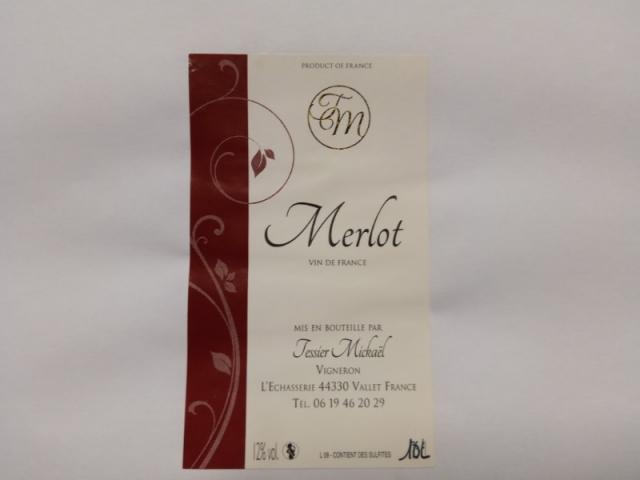 PRODUCT OF FRANCE
TM
Merlot
VIN DE FRANCE
MIS EN BOUTEILLE PAR
Tessier Mickaël
VIGNERON
L'ECHASSERIE 44330 VALLET FRANCE
TÉL. 06 19 46 20 29
12% vol.
L 09 - CONTIENT DES SULFITES